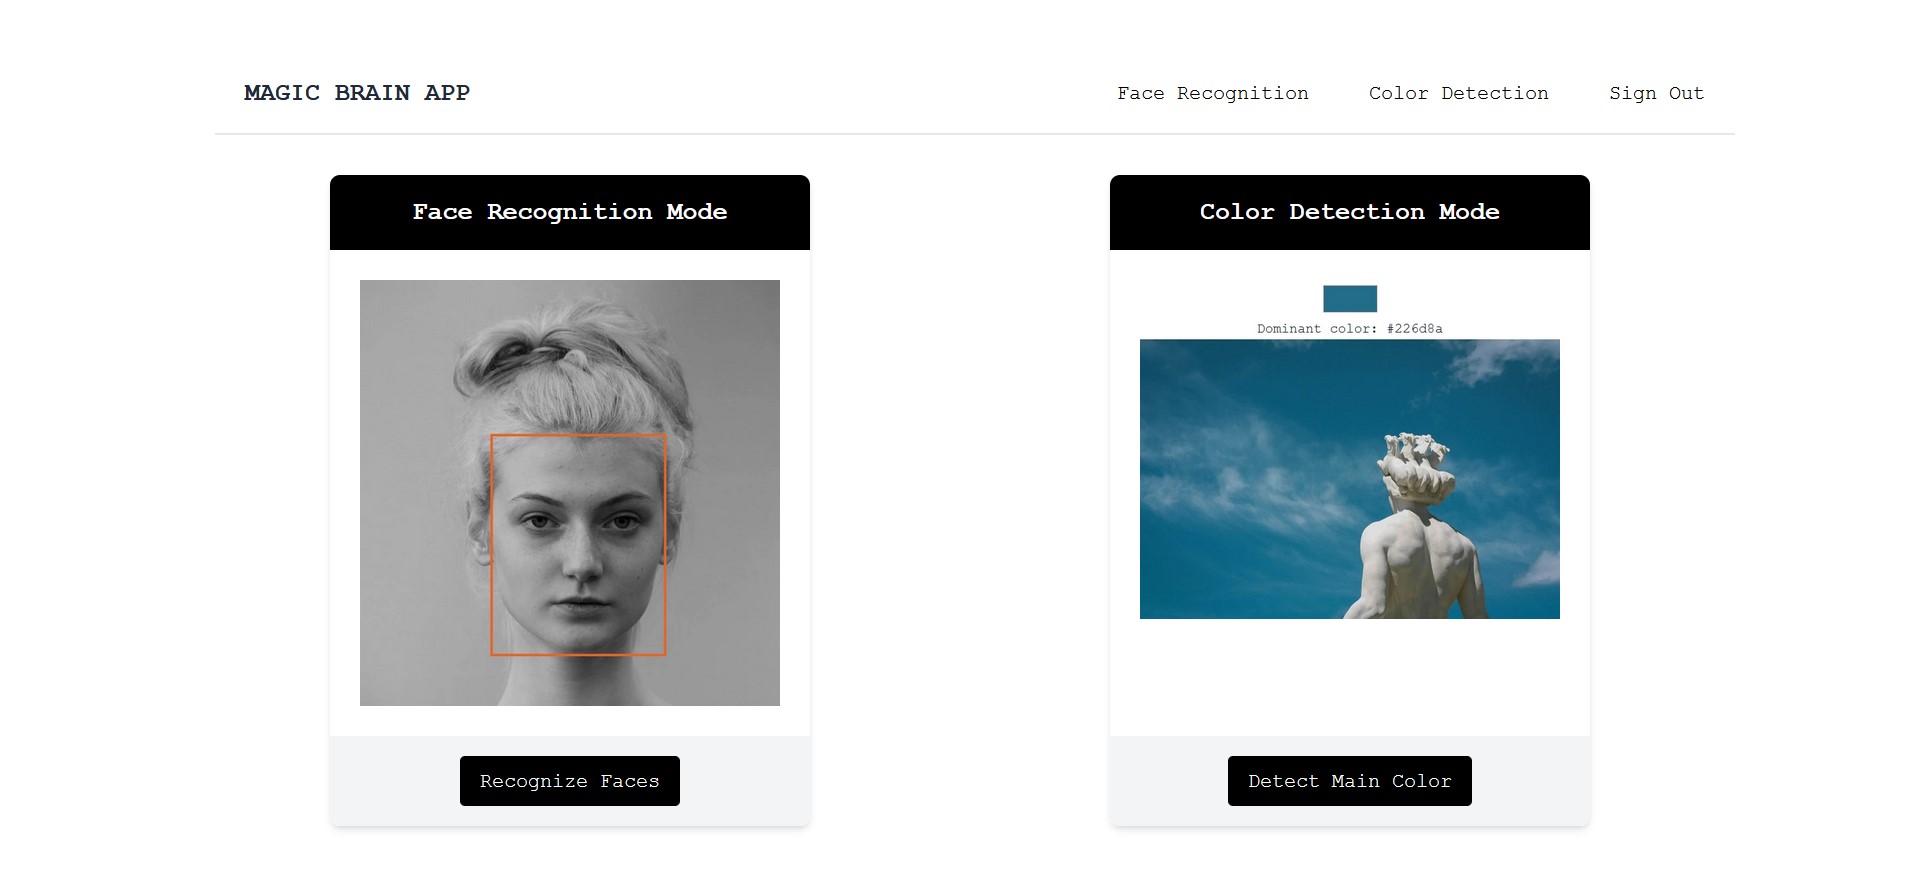 MAGIC BRAIN APP
Face Recognition
Color Detection
Sign Out
Face Recognition Mode
Recognize Faces
Color Detection Mode
Dominant color: #226d8a
Detect Main Color